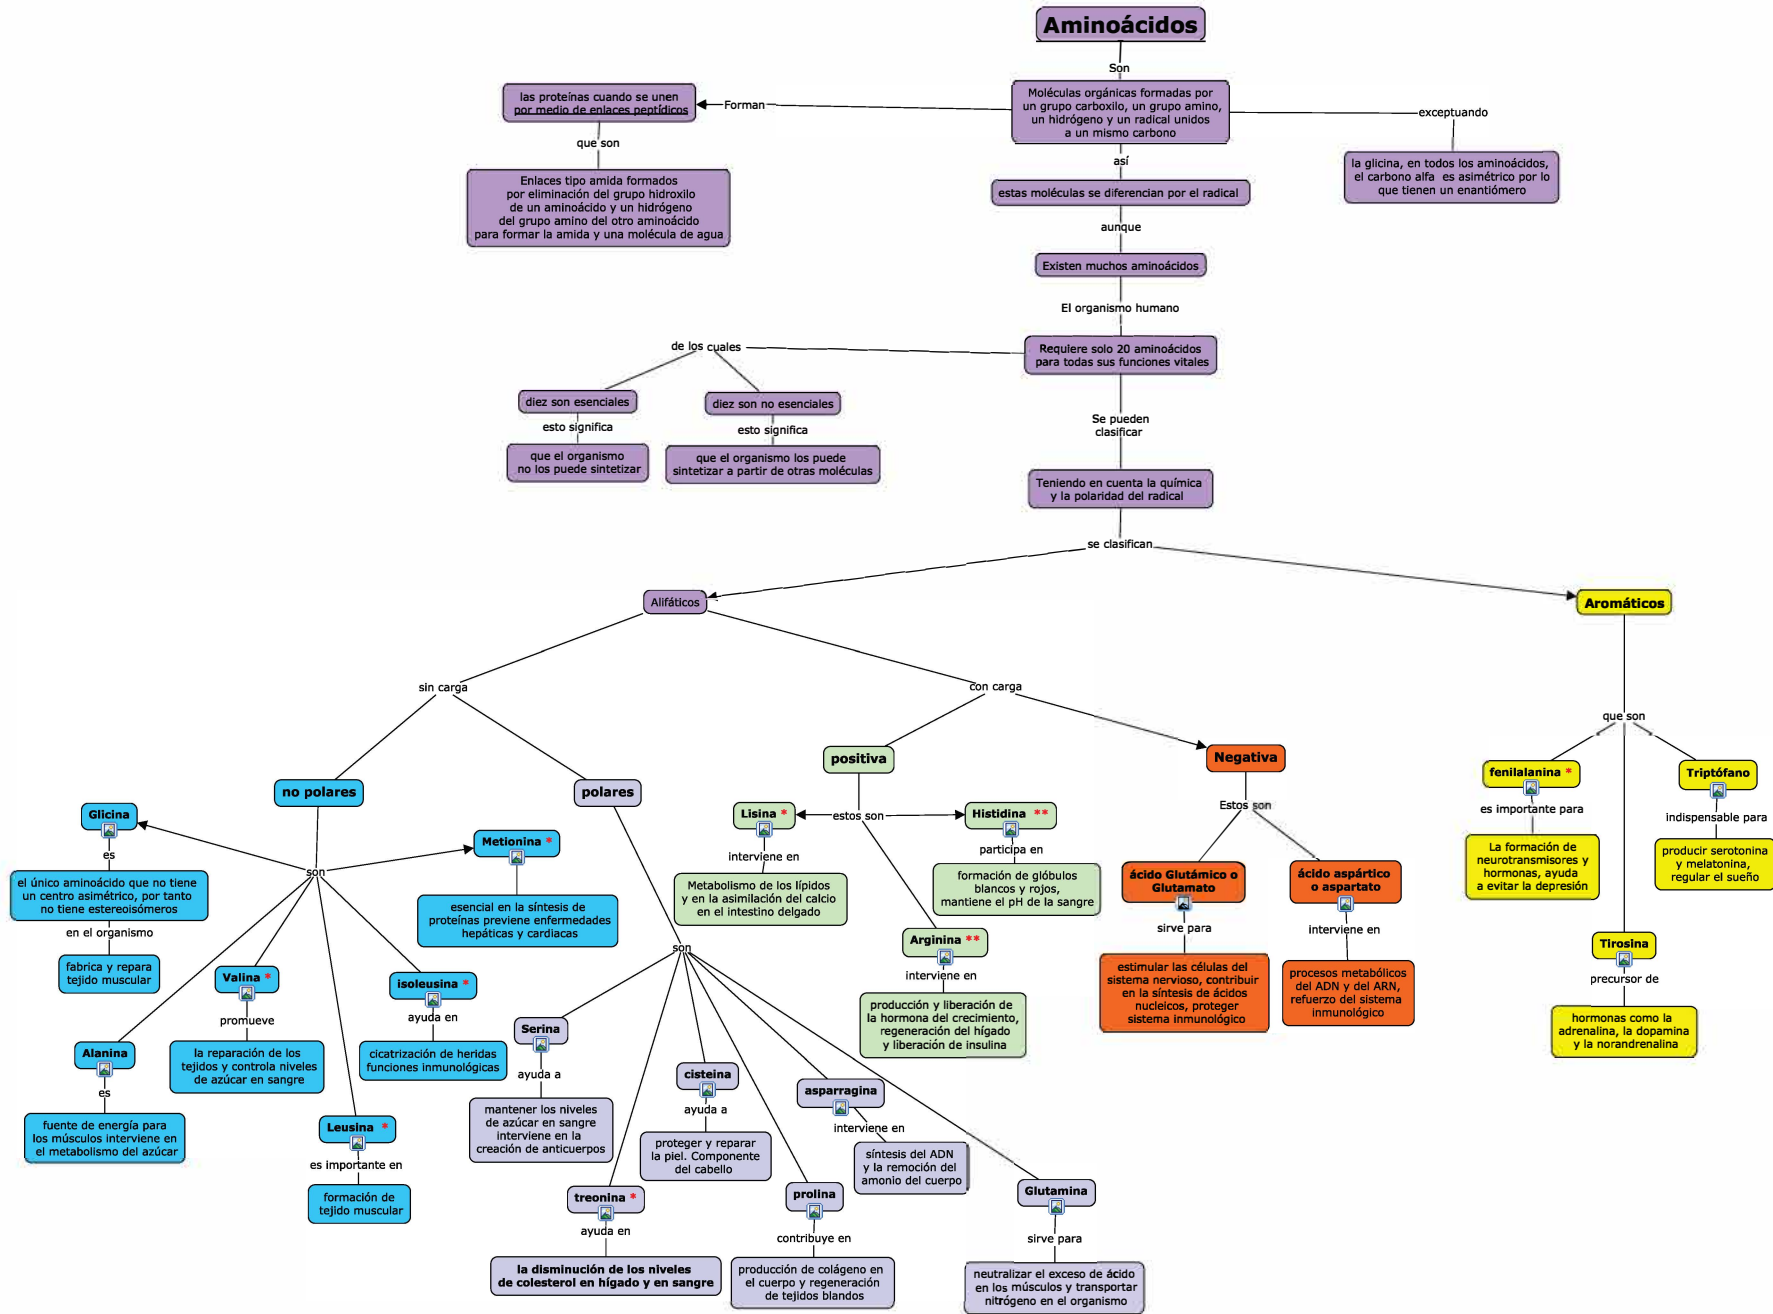 Aminoácidos
Son
las proteínas cuando se unen
por medio de enlaces peptídicos
Forman
Moléculas orgánicas formadas por
un grupo carboxilo, un grupo amino,
un hidrógeno y un radical unidos
a un mismo carbono
exceptuando
que son
Enlaces tipo amida formados
por eliminación del grupo hidroxilo
de un aminoácido y un hidrógeno
del grupo amino del otro aminoácido
para formar la amida y una molécula de agua
así
la glicina, en todos los aminoácidos,
el carbono alfa es asimétrico por lo
que tienen un enantiómero
estas moléculas se diferencian por el radical
aunque
Existen muchos aminoácidos
El organismo humano
de los cuales
Requiere solo 20 aminoácidos
para todas sus funciones vitales
diez son esenciales
diez son no esenciales
esto significa
esto significa
que el organismo
no los puede sintetizar
que el organismo los puede
sintetizar a partir de otras moléculas
Se pueden
clasificar
Teniendo en cuenta la química
y la polaridad del radical
se clasifican
Alifáticos
Aromáticos
sin carga
con carga
que son
no polares
polares
positiva
Negativa
Glicina
es
el único aminoácido que no tiene
un centro asimétrico, por tanto
no tiene estereoisómeros
en el organismo
fabrica y repara
tejido muscular
son
Metionina *
esencial en la síntesis de
proteínas previene enfermedades
hepáticas y cardiacas
Alanina
es
fuente de energía para
los músculos interviene en
el metabolismo del azúcar
Valina *
promueve
la reparación de los
tejidos y controla niveles
de azúcar en sangre
isoleusina *
ayuda en
cicatrización de heridas
funciones inmunológicas
Leusina *
es importante en
formación de
tejido muscular
son
Serina
ayuda a
mantener los niveles
de azúcar en sangre
interviene en la
creación de anticuerpos
treonina *
ayuda en
la disminución de los niveles
de colesterol en hígado y en sangre
cisteina
ayuda a
proteger y reparar
la piel. Componente
del cabello
prolina
contribuye en
producción de colágeno en
el cuerpo y regeneración
de tejidos blandos
asparragina
interviene en
síntesis del ADN
y la remoción del
amonio del cuerpo
Glutamina
sirve para
neutralizar el exceso de ácido
en los músculos y transportar
nitrógeno en el organismo
Lisina *
estos son
Histidina **
interviene en
Metabolismo de los lípidos
y en la asimilación del calcio
en el intestino delgado
participa en
formación de glóbulos
blancos y rojos,
mantiene el pH de la sangre
Arginina **
interviene en
producción y liberación de
la hormona del crecimiento,
regeneración del hígado
y liberación de insulina
Estos son
ácido Glutámico o
Glutamato
sirve para
estimular las células del
sistema nervioso, contribuir
en la síntesis de ácidos
nucleicos, proteger
sistema inmunológico
ácido aspártico
o aspartato
interviene en
procesos metabólicos
del ADN y del ARN,
refuerzo del sistema
inmunológico
fenilalanina *
es importante para
La formación de
neurotransmisores y
hormonas, ayuda
a evitar la depresión
Triptófano
indispensable para
producir serotonina
y melatonina,
regular el sueño
Tirosina
precursor de
hormonas como la
adrenalina, la dopamina
y la norandrenalina